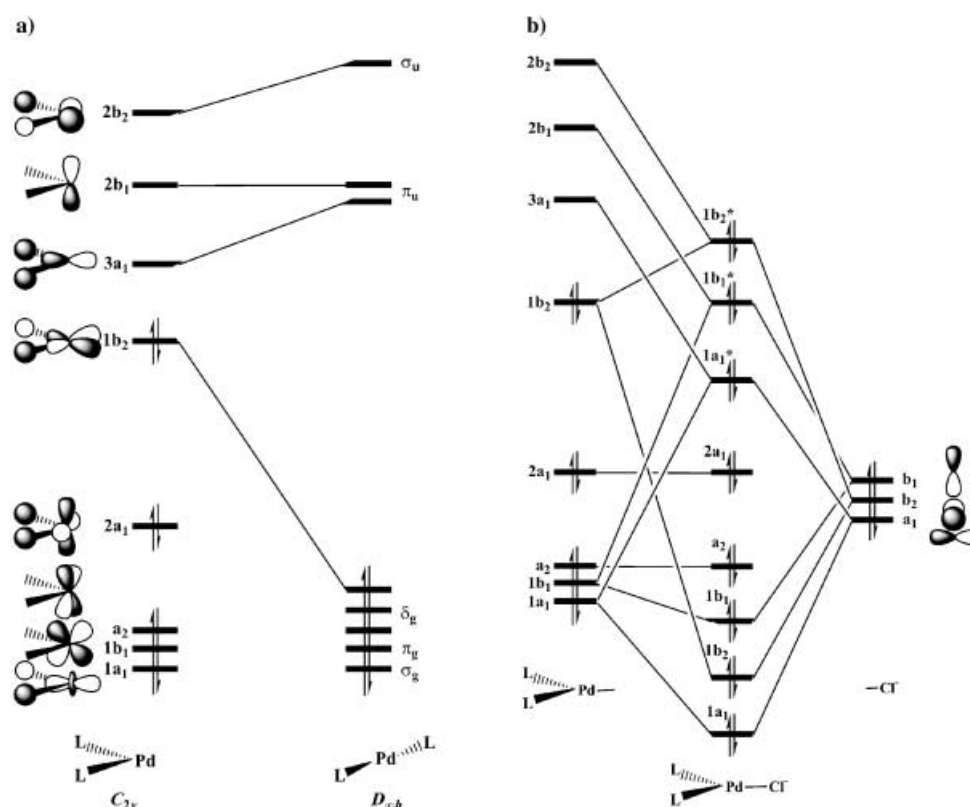 a)
σu
2b2
2b1
πu
3a1
1b2
2a1
δg
a2
1b1
πg
1a1
σg
L
L
Pd
L
Pd
L
C2v
D∞h
b)
2b2
2b1
3a1
1b2*
1b2
1b1*
1a1*
2a1
2a1
b1
b2
a1
a2
a2
1b1
1b1
1a1
1b2
L
L
Pd
Cl-
1a1
L
L
Pd
Cl-